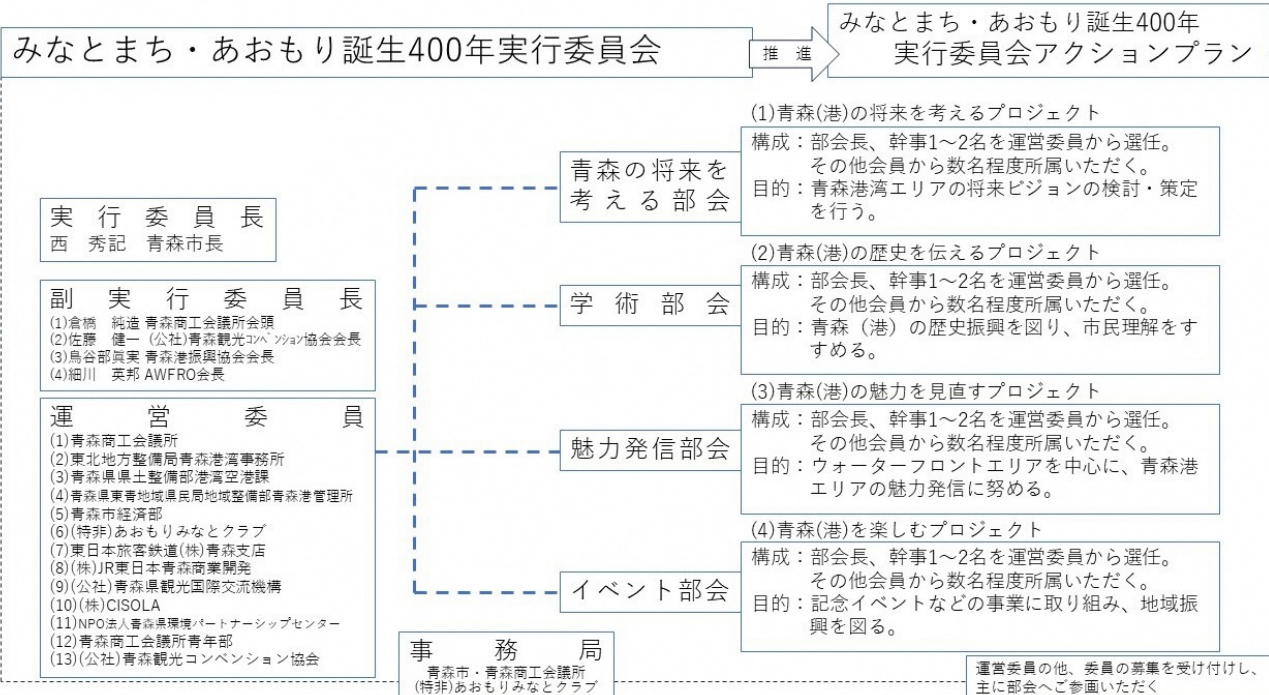 みなとまち・あおもり誕生400年実行委員会
推 進
みなとまち・あおもり誕生400年
実行委員会アクションプラン
実行委員長
西 秀記 青森市長
副実行委員長
(1)倉橋 純造 青森商工会議所会頭
(2)佐藤 健一 (公社)青森観光コンベンション協会会長
(3)鳥谷部眞実 青森港振興協会会長
(4)細川 英邦 AWFRO会長
運営委員
(1)青森商工会議所
(2)東北地方整備局青森港湾事務所
(3)青森県県土整備部港湾空港課
(4)青森県東青地域県民局地域整備部青森港管理所
(5)青森市経済部
(6)(特非)あおもりみなとクラブ
(7)東日本旅客鉄道(株)青森支店
(8)(株)JR東日本青森商業開発
(9)(公社)青森県観光国際交流機構
(10)(株)CISOLA
(11)NPO法人青森県環境パートナーシップセンター
(12)青森商工会議所青年部
(13)(公社)青森観光コンベンション協会
青森の将来を
考える部会
(1)青森(港)の将来を考えるプロジェクト
構成：部会長、幹事1～2名を運営委員から選任。
その他会員から数名程度所属いただく。
目的：青森港湾エリアの将来ビジョンの検討・策定
を行う。
学術部会
(2)青森(港)の歴史を伝えるプロジェクト
構成：部会長、幹事1～2名を運営委員から選任。
その他会員から数名程度所属いただく。
目的：青森（港）の歴史振興を図り、市民理解をす
すめる。
魅力発信部会
(3)青森(港)の魅力を見直すプロジェクト
構成：部会長、幹事1～2名を運営委員から選任。
その他会員から数名程度所属いただく。
目的：ウォーターフロントエリアを中心に、青森港
エリアの魅力発信に努める。
イベント部会
(4)青森(港)を楽しむプロジェクト
構成：部会長、幹事1～2名を運営委員から選任。
その他会員から数名程度所属いただく。
目的：記念イベントなどの事業に取り組み、地域振
興を図る。
事務局
青森市・青森商工会議所
(特非)あおもりみなとクラブ
運営委員の他、委員の募集を受け付けし、
主に部会へご参画いただく